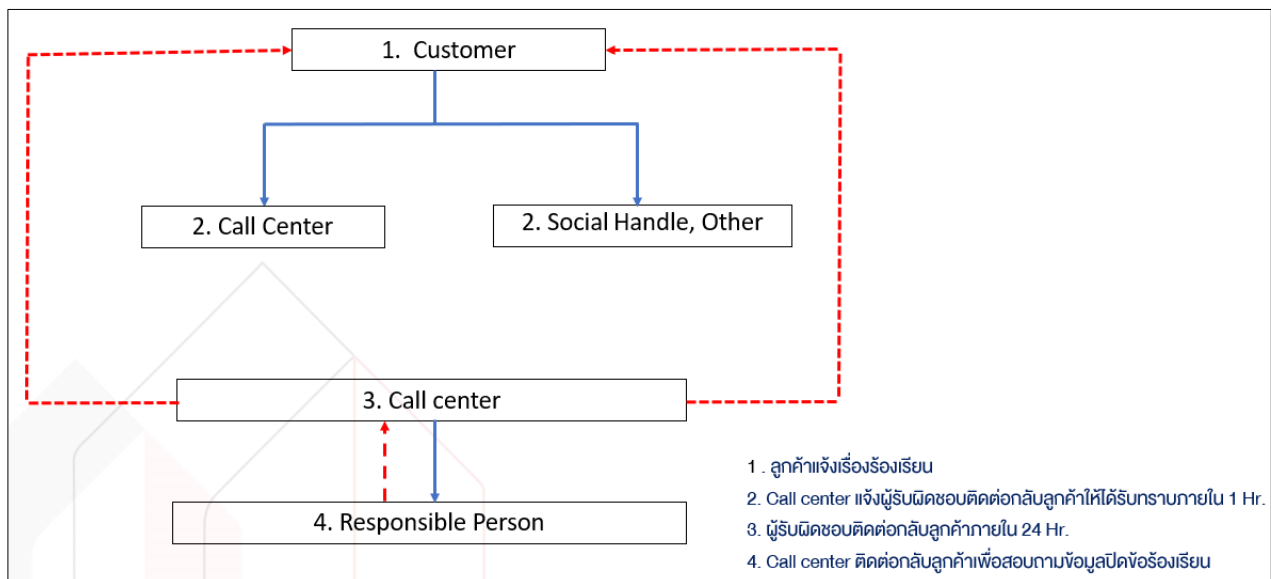 1. Customer
2. Call Center
2. Social Handle, Other
3. Call center
4. Responsible Person
1 . ลูกค้าแจ้งเรื่องร้องเรียน
2. Call center แจ้งผู้รับผิดชอบติดต่อกลับลูกค้าให้ได้รับทราบภายใน 1 Hr.
3. ผู้รับผิดชอบติดต่อกลับลูกค้าภายใน 24 Hr.
4. Call center ติดต่อกลับลูกค้าเพื่อสอบถามข้อมูลปิดข้อร้องเรียน